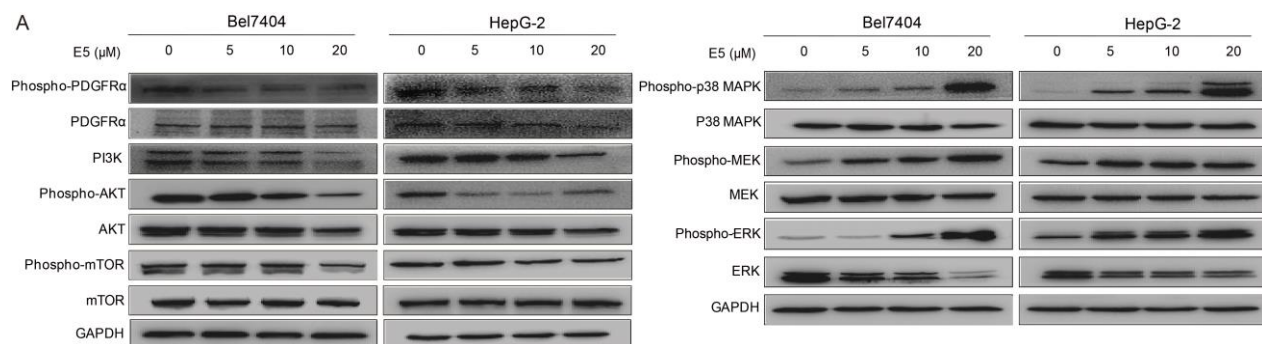 A
Bel7404 HepG-2
E5 (μM) 0 5 10 20 0 5 10 20
Phospho-PDGFRα
PDGFRα
PI3K
Phospho-AKT
AKT
Phospho-mTOR
mTOR
GAPDH
Bel7404 HepG-2
E5 (μM) 0 5 10 20 0 5 10 20
Phospho-p38 MAPK
P38 MAPK
Phospho-MEK
MEK
Phospho-ERK
ERK
GAPDH